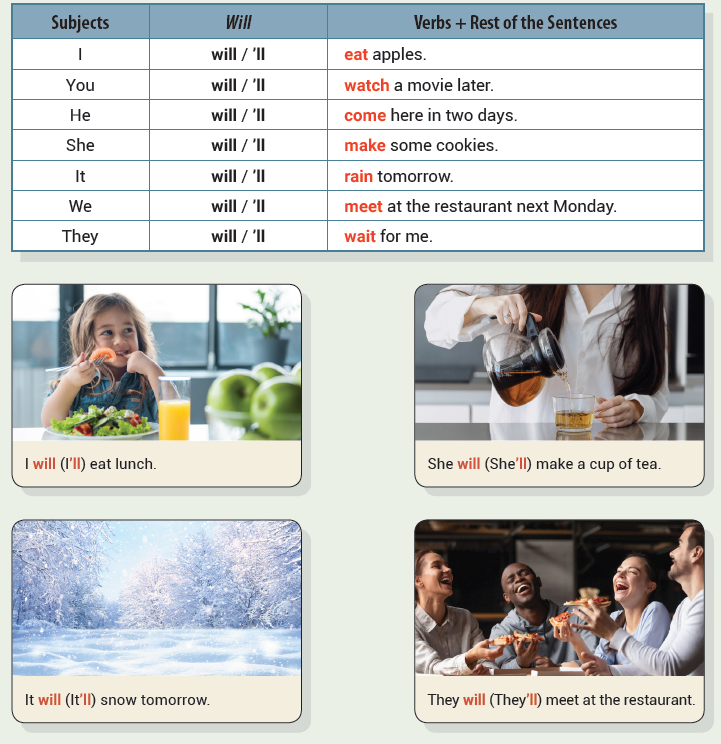 Subjects Will Verbs + Rest of the Sentences
I will / ’ll eat apples.
You will / ’ll watch a movie later.
He will / ’ll come here in two days.
She will / ’ll make some cookies.
It will / ’ll rain tomorrow.
We will / ’ll meet at the restaurant next Monday.
They will / ’ll wait for me.
I will (I’ll) eat lunch.
She will (She’ll) make a cup of tea.
It will (It’ll) snow tomorrow.
They will (They’ll) meet at the restaurant.